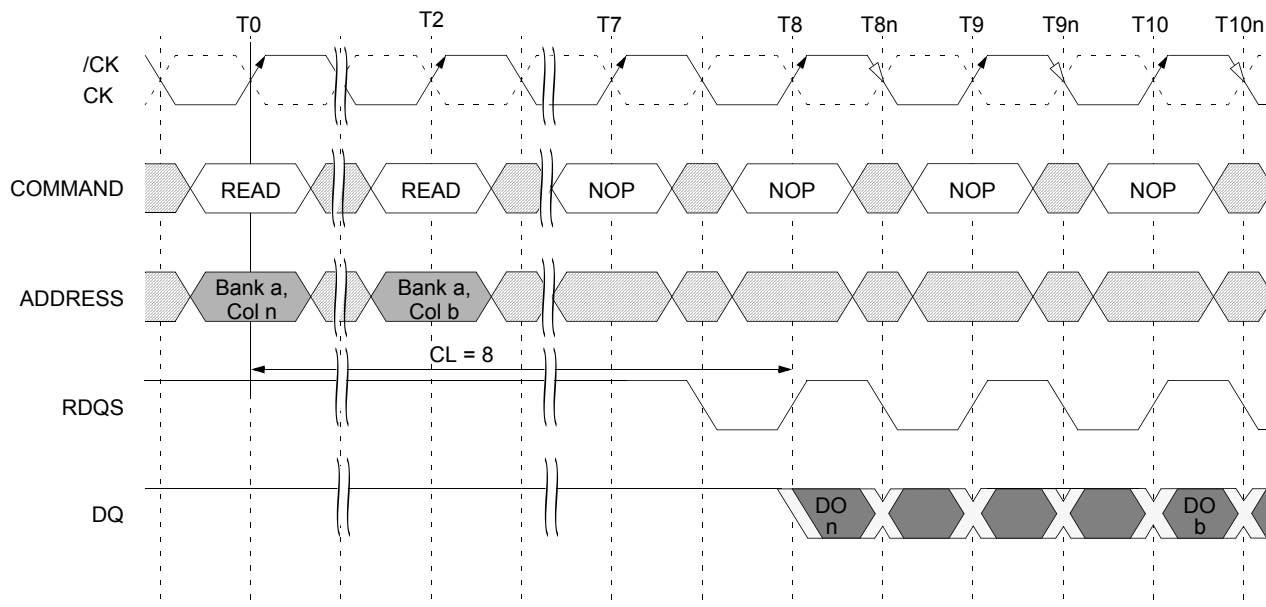 T0 T2 T7 T8 T8n T9 T9n T10 T10n
/CK
CK
COMMAND READ READ NOP NOP NOP NOP
ADDRESS
Bank a,
Col n
Bank a,
Col b
CL = 8
RDQS
DQ
DO
n
DO
b